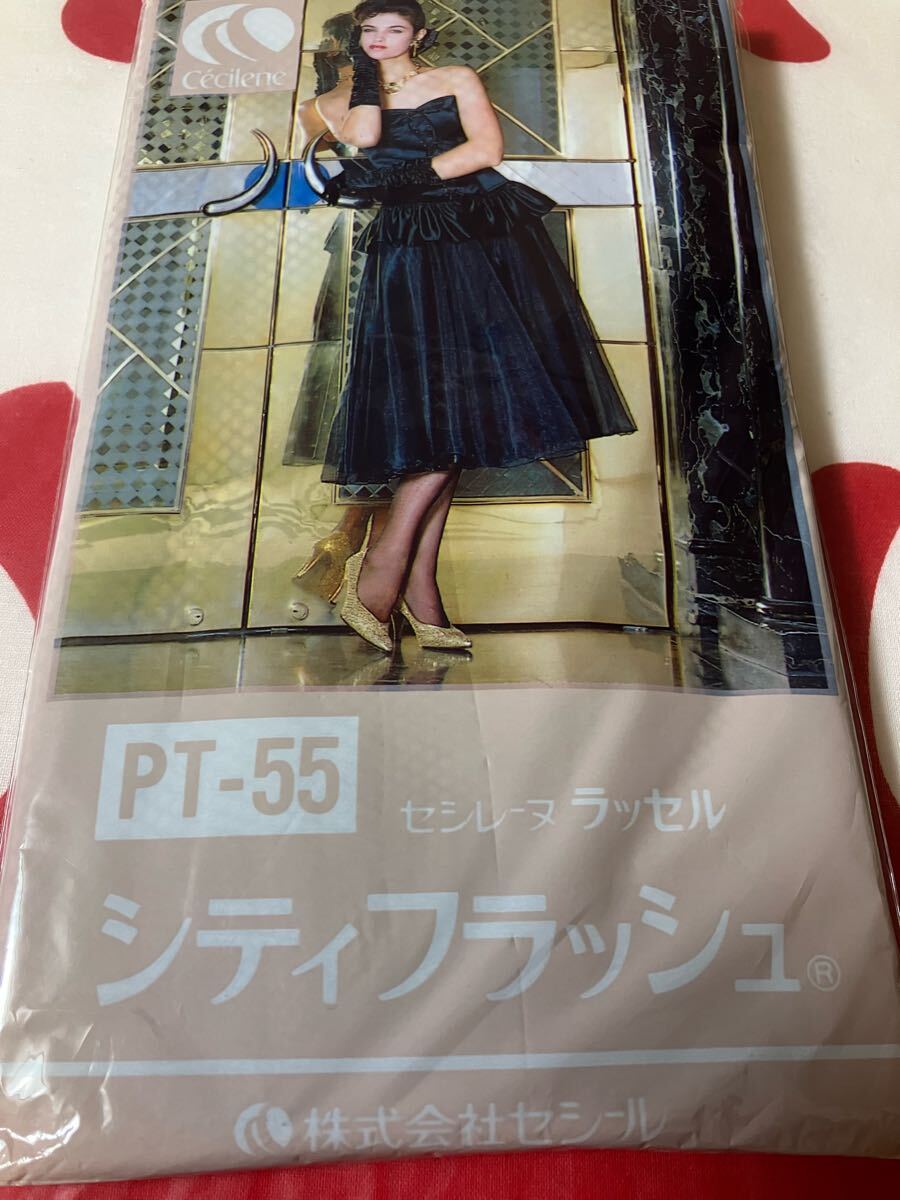 Cécilene
PT-55
セシレーヌ ラッセル
シティフラッシュ®
株式会社セシール